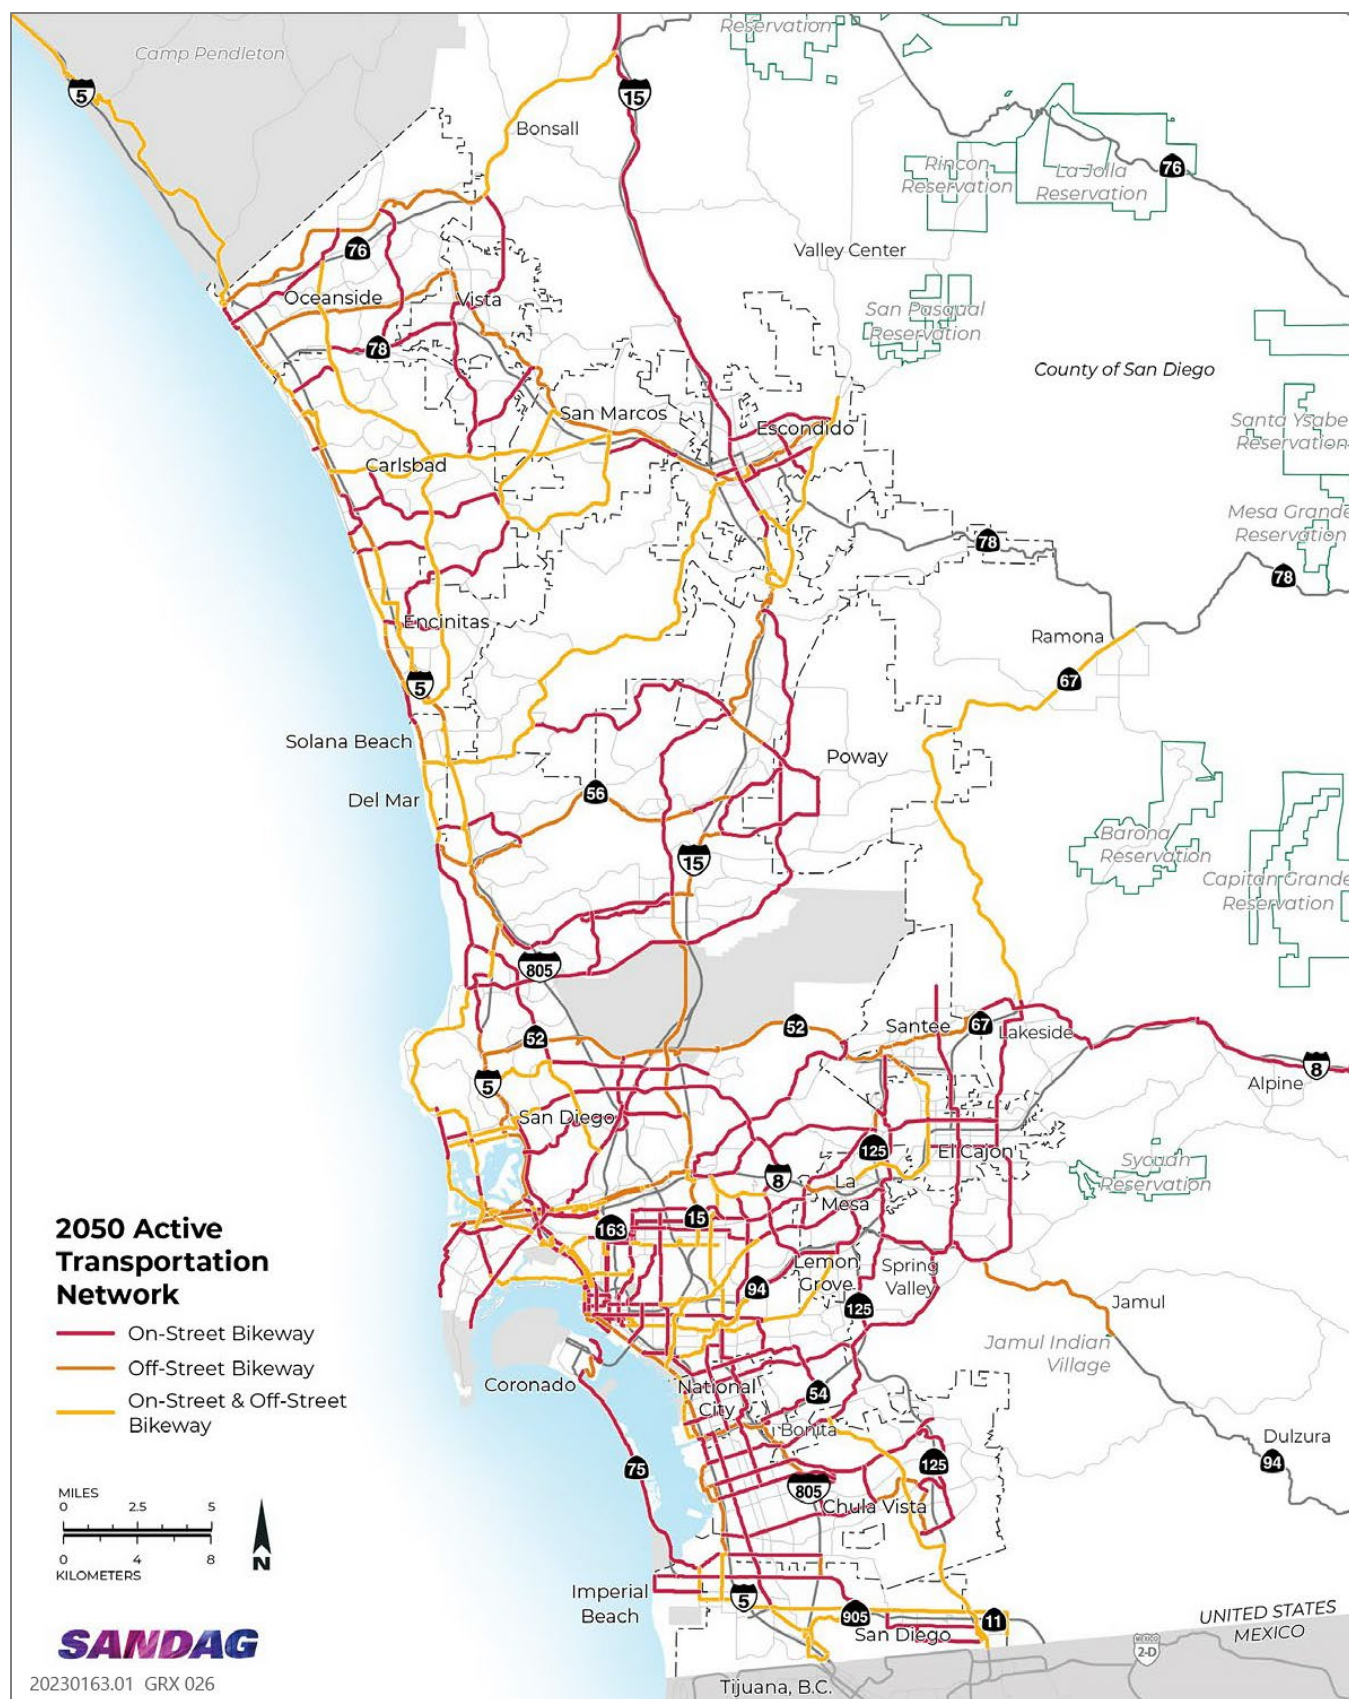 Reservation
Camp Pendleton
5
15
Bonsall
Rincon
Reservation
La Jolla
Reservation
76
76
Valley Center
Oceanside
Vista
San Pasqual
Reservation
78
County of San Diego
San Marcos
Escondido
Santa Ysabe
Reservation
Carlsbad
Mesa Grande
Reservation
78
78
Encinitas
Ramona
67
5
Solana Beach
Poway
Del Mar
56
Barona
Reservation
15
Capitan Grande
Reservation
805
52
52
Santee
67
Lakeside
5
8
Alpine
San Diego
125
El Cajon
8
La
Mesa
Sycuan
Reservation
163
15
2050 Active
Transportation
Network
On-Street Bikeway
Off-Street Bikeway
On-Street & Off-Street
Bikeway
Lemon
Grove
Spring
Valley
94
125
Jamul
Jamul Indian
Village
Coronado
National
City
54
Bonita
75
125
Dulzura
94
805
Chula Vista
MILES
0 2.5 5
0 4 8
KILOMETERS
N
Imperial
Beach
5
905
11
San Diego
UNITED STATES
MEXICO
MEXICO
2-D
SANDAG
20230163.01 GRX 026
Tijuana, B.C.